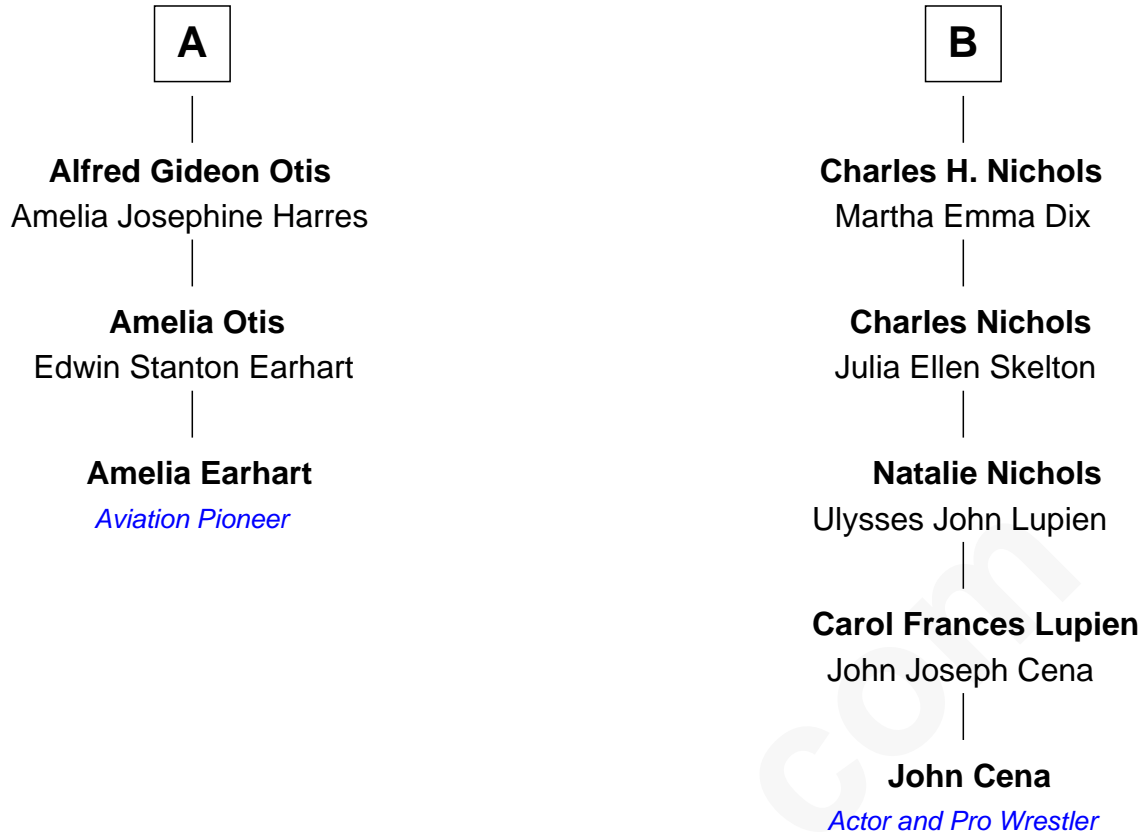 A
Alfred Gideon Otis
Amelia Josephine Harres
Amelia Otis
Edwin Stanton Earhart
Amelia Earhart
Aviation Pioneer
B
Charles H. Nichols
Martha Emma Dix
Charles Nichols
Julia Ellen Skelton
Natalie Nichols
Ulysses John Lupien
Carol Frances Lupien
John Joseph Cena
John Cena
Actor and Pro Wrestler
com